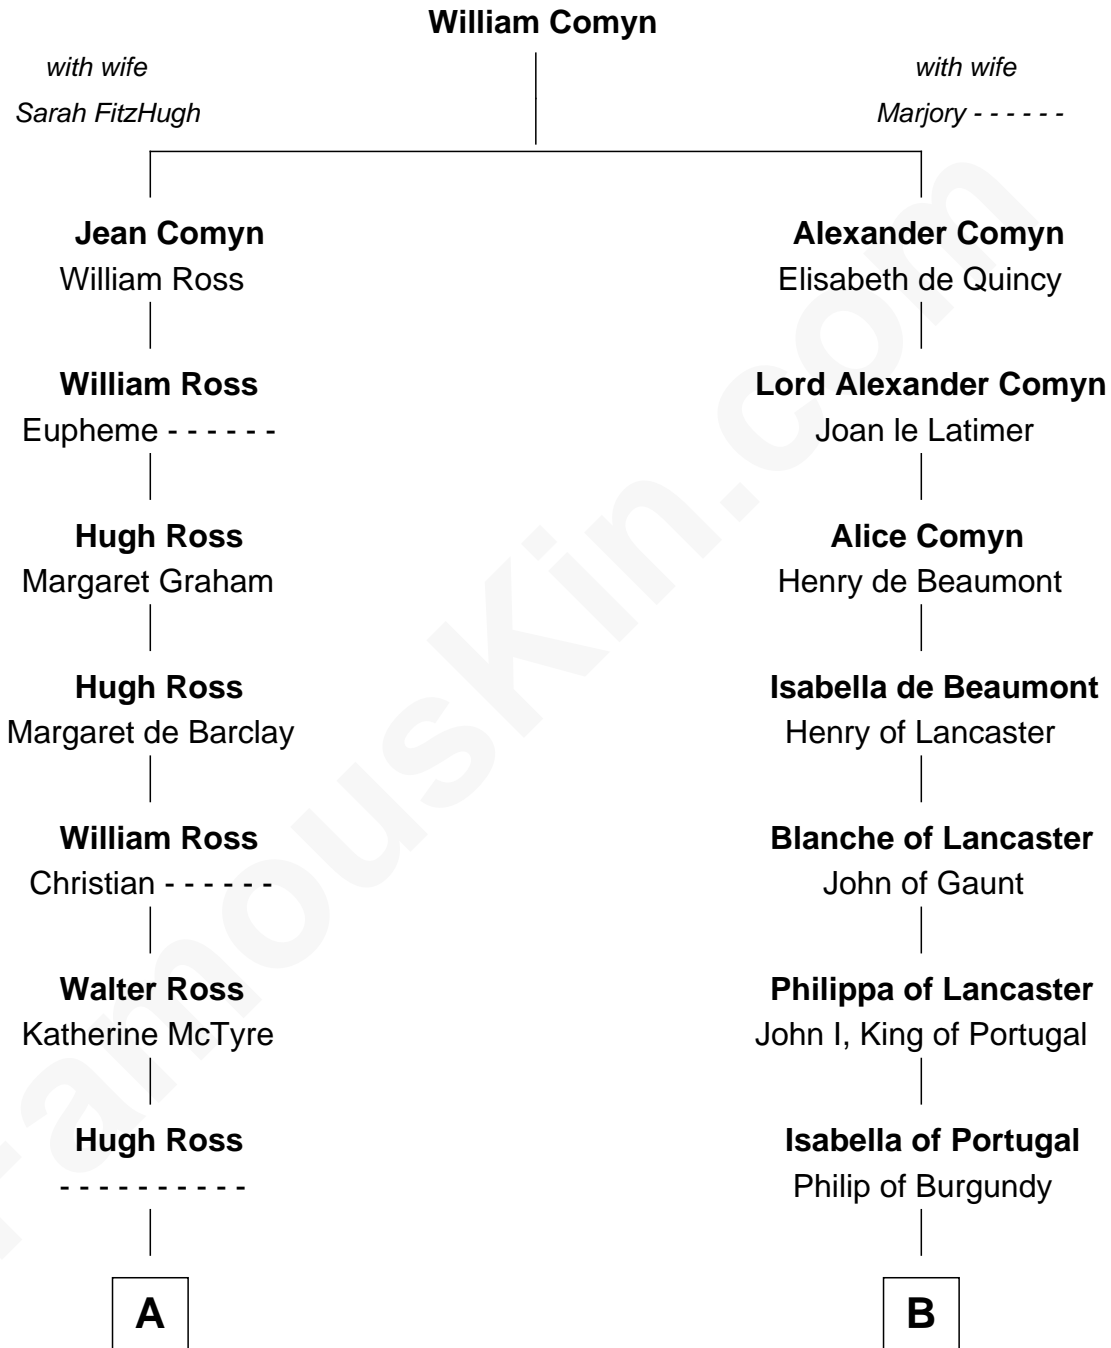 William Comyn
with wife
Sarah FitzHugh
with wife
Marjory - - - - - -
Jean Comyn
William Ross
Alexander Comyn
Elisabeth de Quincy
William Ross
Eupheme - - - - - -
Lord Alexander Comyn
Joan le Latimer
Hugh Ross
Margaret Graham
Alice Comyn
Henry de Beaumont
Hugh Ross
Margaret de Barclay
Isabella de Beaumont
Henry of Lancaster
William Ross
Christian - - - - - -
Blanche of Lancaster
John of Gaunt
Walter Ross
Katherine McTyre
Philippa of Lancaster
John I, King of Portugal
Hugh Ross
- - - - - - - - - -
Isabella of Portugal
Philip of Burgundy
A
B
FamousKin.com